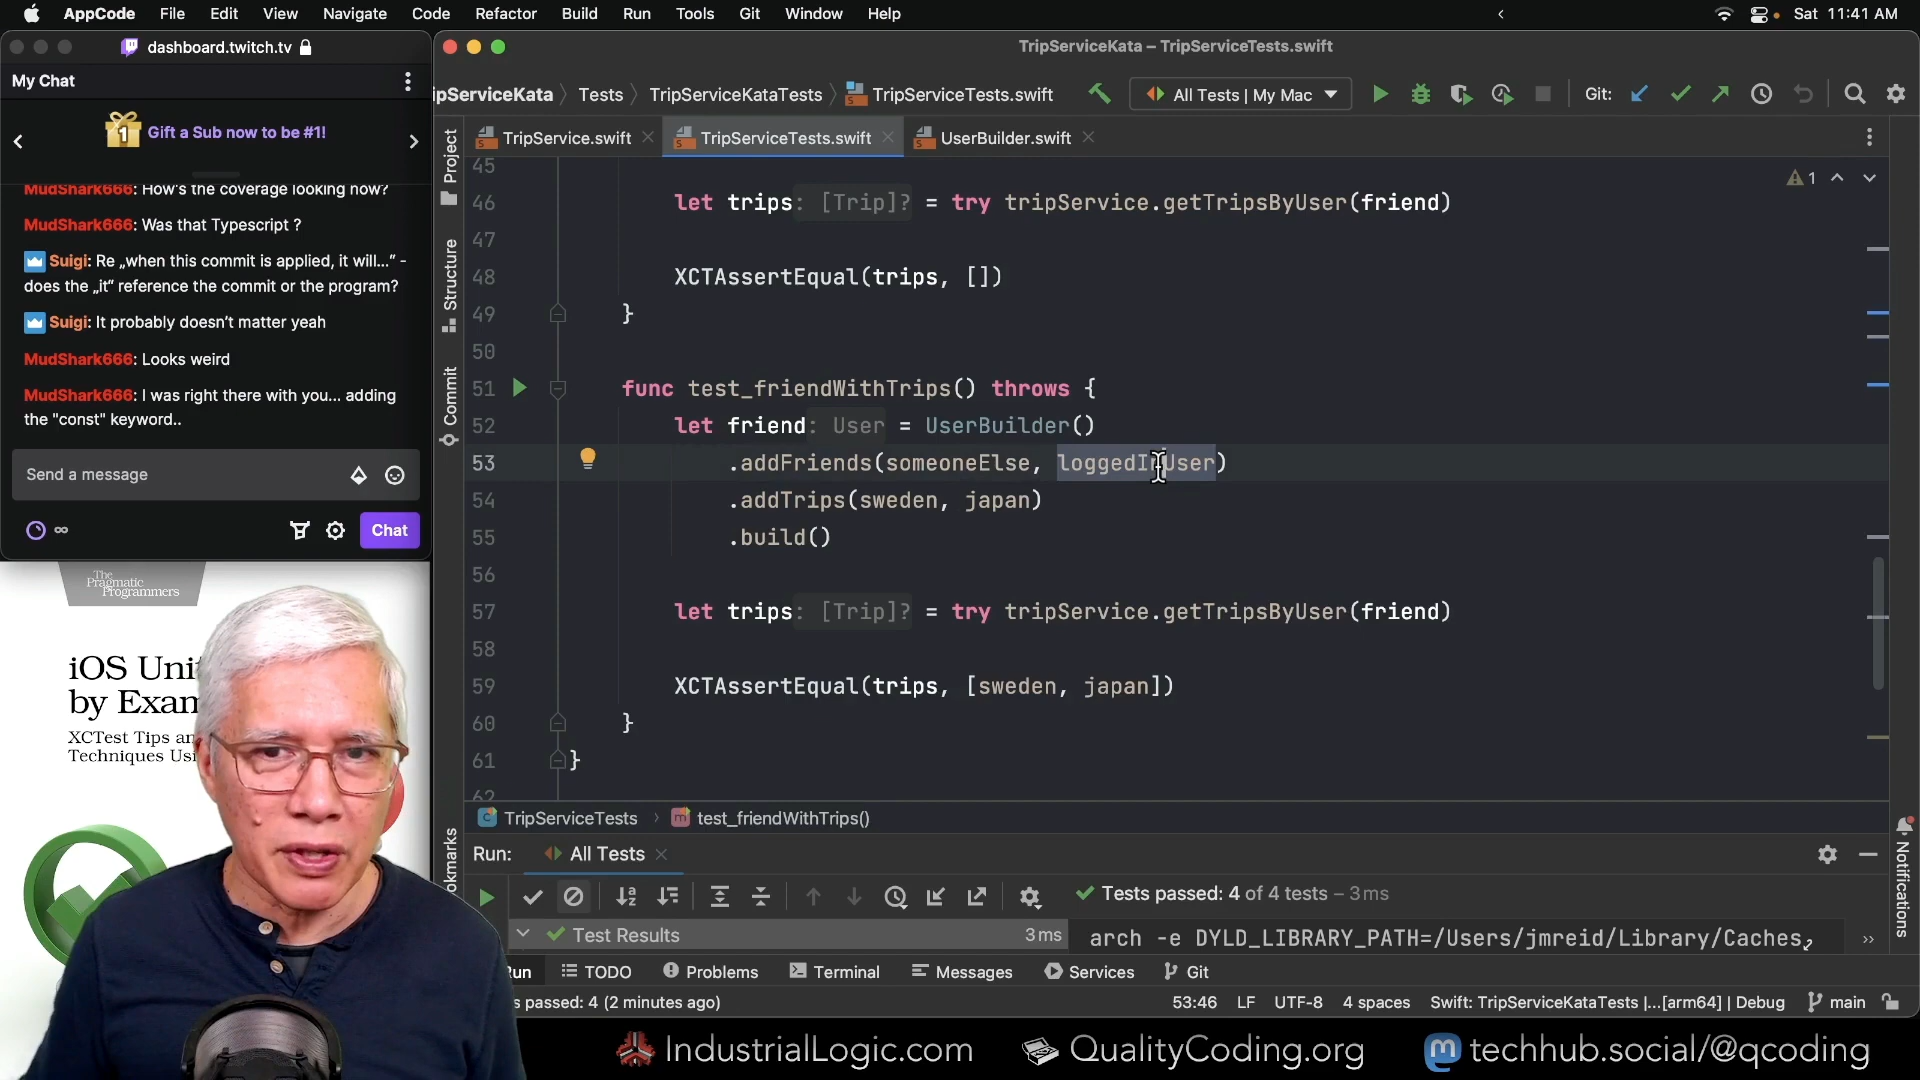 AppCode File Edit View Navigate Code Refactor Build Run Tools Git Window Help Sat 11:41 AM
dashboard.twitch.tv
My Chat
1 Gift a Sub now to be #1!
MudShark666: How's the coverage looking now?
MudShark666: Was that Typescript ?
Suigi: Re „when this commit is applied, it will...“ -
does the „it“ reference the commit or the program?
Suigi: It probably doesn’t matter yeah
MudShark666: Looks weird
MudShark666: I was right there with you... adding
the "const" keyword..
Send a message
∞ Chat
The
Pragmatic
Programmers
iOS Uni
by Exam
XCTest Tips an
Techniques Usi
TripServiceKata – TripServiceTests.swift
ripServiceKata Tests TripServiceKataTests TripServiceTests.swift All Tests | My Mac Git:
TripService.swift TripServiceTests.swift UserBuilder.swift
Project
Structure
Commit
okmarks
Notifications
1
45
46 let trips: [Trip]? = try tripService.getTripsByUser(friend)
47
48 XCTAssertEqual(trips, [])
49 }
50
51 func test_friendWithTrips() throws {
52 let friend: User = UserBuilder()
53 .addFriends(someoneElse, loggedInUser)
54 .addTrips(sweden, japan)
55 .build()
56
57 let trips: [Trip]? = try tripService.getTripsByUser(friend)
58
59 XCTAssertEqual(trips, [sweden, japan])
60 }
61 }
62
TripServiceTests test_friendWithTrips()
Run: All Tests
Tests passed: 4 of 4 tests – 3 ms
Test Results 3 ms arch -e DYLD_LIBRARY_PATH=/Users/jmreid/Library/Caches,
un TODO Problems Terminal Messages Services Git
s passed: 4 (2 minutes ago) 53:46 LF UTF-8 4 spaces Swift: TripServiceKataTests |...[arm64] | Debug main
IndustrialLogic.com QualityCoding.org techhub.social/@qcoding